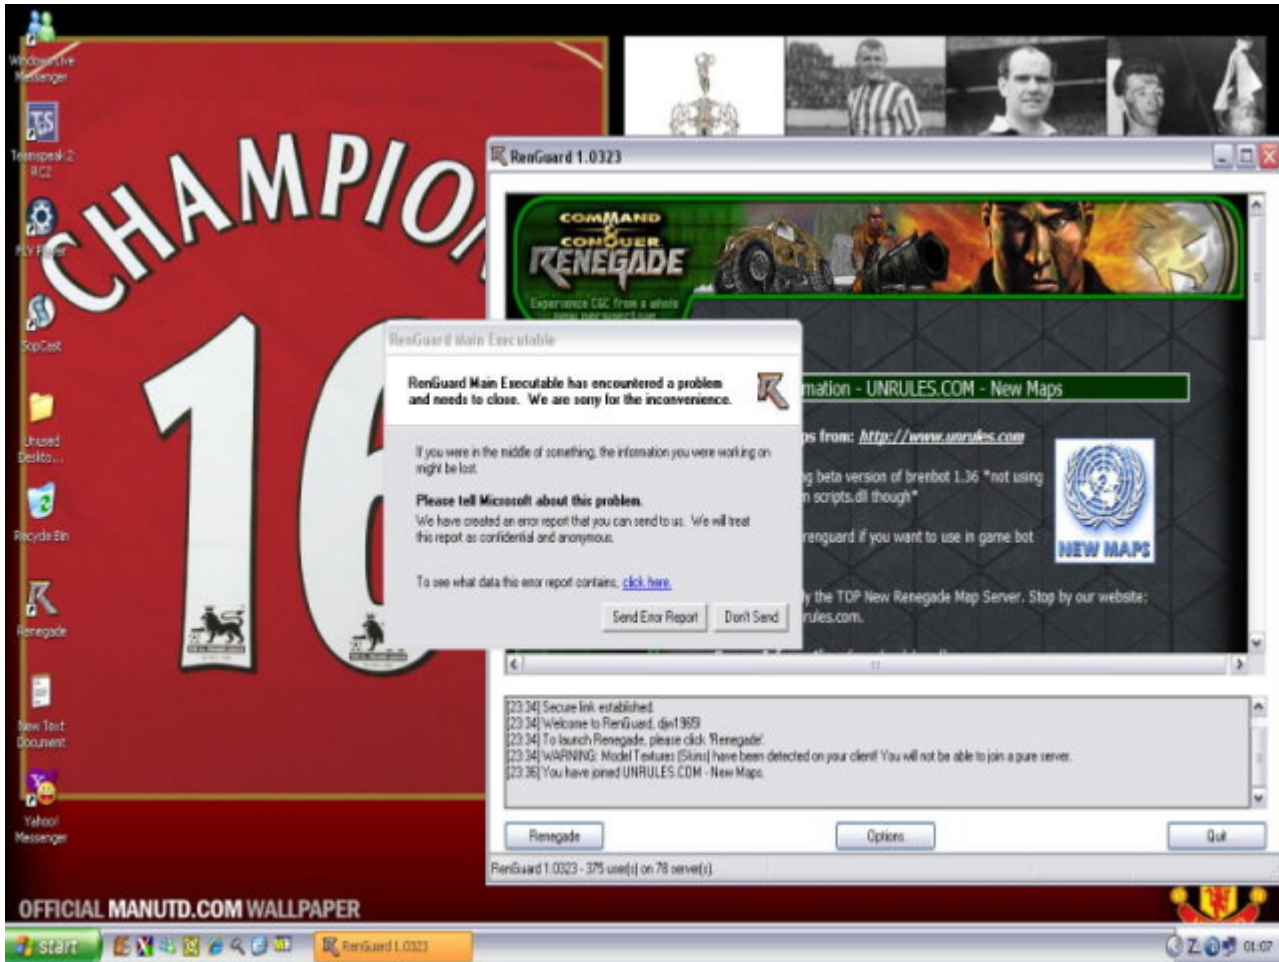 Windows Live
Messenger
Teamspeak 2
RC2
FLV Player
SopCast
Unused
Deskto...
Recycle Bin
Renegade
New Text
Document
Yahoo!
Messenger
CHAMPION
16
RenGuard 1.0323
COMMAND
&
CONQUER
RENEGADE
Experience C&C from a whole
new perspective
mation - UNRULES.COM - New Maps
ps from: http://www.unrules.com
g beta version of brenbot 1.36 *not using
n scripts.dll though*
renguard if you want to use in game bot
NEW MAPS
ly the TOP New Renegade Map Server. Stop by our website:
rules.com.
RenGuard Main Executable
RenGuard Main Executable has encountered a problem
and needs to close. We are sorry for the inconvenience.
If you were in the middle of something, the information you were working on
might be lost.
Please tell Microsoft about this problem.
We have created an error report that you can send to us. We will treat
this report as confidential and anonymous.
To see what data this error report contains, click here.
Send Error Report
Don't Send
[23:34] Secure link established.
[23:34] Welcome to RenGuard, djw1965!
[23:34] To launch Renegade, please click 'Renegade'.
[23:34] WARNING: Model Textures (Skins) have been detected on your client! You will not be able to join a pure server.
[23:36] You have joined UNRULES.COM - New Maps.
Renegade
Options
Quit
RenGuard 1.0323 - 375 user(s) on 78 server(s).
OFFICIAL MANUTD.COM WALLPAPER
start
RenGuard 1.0323
01:07